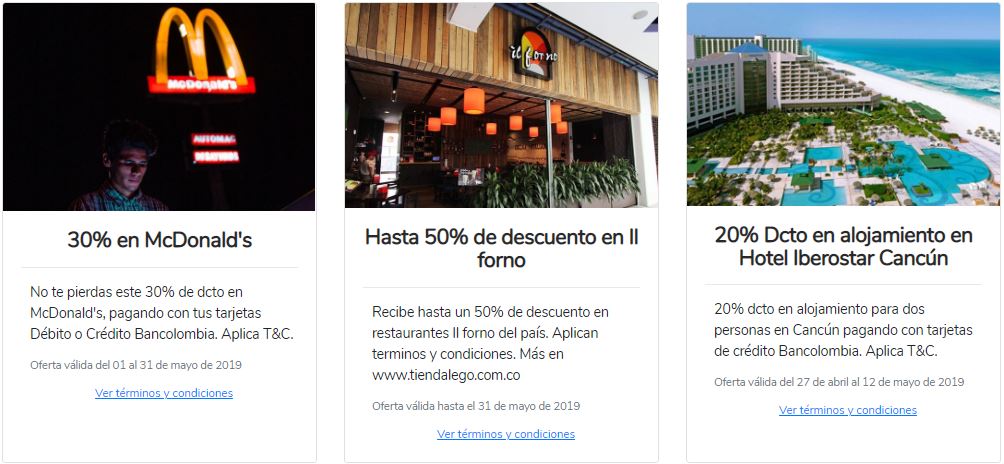 McDonald's
AUTOMAC
il forno
30% en McDonald's
No te pierdas este 30% de dcto en
McDonald's, pagando con tus tarjetas
Débito o Crédito Bancolombia. Aplica T&C.
Oferta válida del 01 al 31 de mayo de 2019
Ver términos y condiciones
Hasta 50% de descuento en Il
forno
Recibe hasta un 50% de descuento en
restaurantes Il forno del país. Aplican
terminos y condiciones. Más en
www.tiendalego.com.co
Oferta válida hasta el 31 de mayo de 2019
Ver términos y condiciones
20% Dcto en alojamiento en
Hotel Iberostar Cancún
20% dcto en alojamiento para dos
personas en Cancún pagando con tarjetas
de crédito Bancolombia. Aplica T&C.
Oferta válida del 27 de abril al 12 de mayo de 2019
Ver términos y condiciones